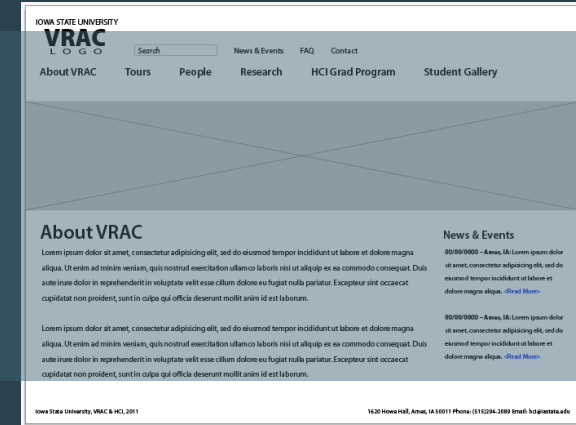 IOWA STATE UNIVERSITY
VRAC
LOGO
Search News & Events FAQ Contact
About VRAC Tours People Research HCI Grad Program Student Gallery
About VRAC
Lorem ipsum dolor sit amet, consectetur adipisicing elit, sed do eiusmod tempor incididunt ut labore et dolore magna
aliqua. Ut enim ad minim veniam, quis nostrud exercitation ullamco laboris nisi ut aliquip ex ea commodo consequat. Duis
aute irure dolor in reprehenderit in voluptate velit esse cillum dolore eu fugiat nulla pariatur. Excepteur sint occaecat
cupidatat non proident, sunt in culpa qui officia deserunt mollit anim id est laborum.
Lorem ipsum dolor sit amet, consectetur adipisicing elit, sed do eiusmod tempor incididunt ut labore et dolore magna
aliqua. Ut enim ad minim veniam, quis nostrud exercitation ullamco laboris nisi ut aliquip ex ea commodo consequat. Duis
aute irure dolor in reprehenderit in voluptate velit esse cillum dolore eu fugiat nulla pariatur. Excepteur sint occaecat
cupidatat non proident, sunt in culpa qui officia deserunt mollit anim id est laborum.
News & Events
00/00/0000 – Ames, IA: Lorem ipsum dolor
sit amet, consectetur adipisicing elit, sed do
eiusmod tempor incididunt ut labore et
dolore magna aliqua. <Read More>
00/00/0000 – Ames, IA: Lorem ipsum dolor
sit amet, consectetur adipisicing elit, sed do
eiusmod tempor incididunt ut labore et
dolore magna aliqua. <Read More>
Iowa State University, VRAC & HCI, 2011
1620 Howe Hall, Ames, IA 50011 Phone: (515)294-3089 Email: hci@iastate.edu